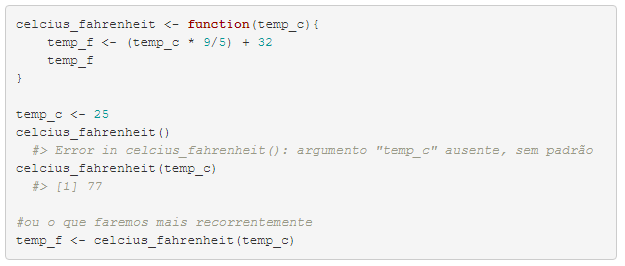 celcius_fahrenheit <- function(temp_c){
    temp_f <- (temp_c * 9/5) + 32
    temp_f
}

temp_c <- 25
celcius_fahrenheit()
  #> Error in celcius_fahrenheit(): argumento "temp_c" ausente, sem padrão
celcius_fahrenheit(temp_c)
  #> [1] 77

#ou o que faremos mais recorrentemente
temp_f <- celcius_fahrenheit(temp_c)